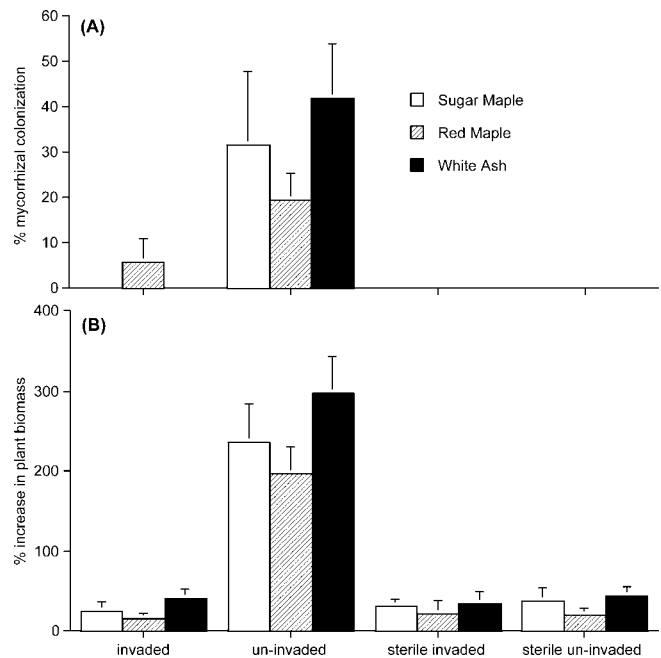 (A)
% mycorrhizal colonization
60
50
40
30
20
10
0
Sugar Maple
Red Maple
White Ash
(B)
% increase in plant biomass
400
300
200
100
0
invaded
un-invaded
sterile invaded
sterile un-invaded